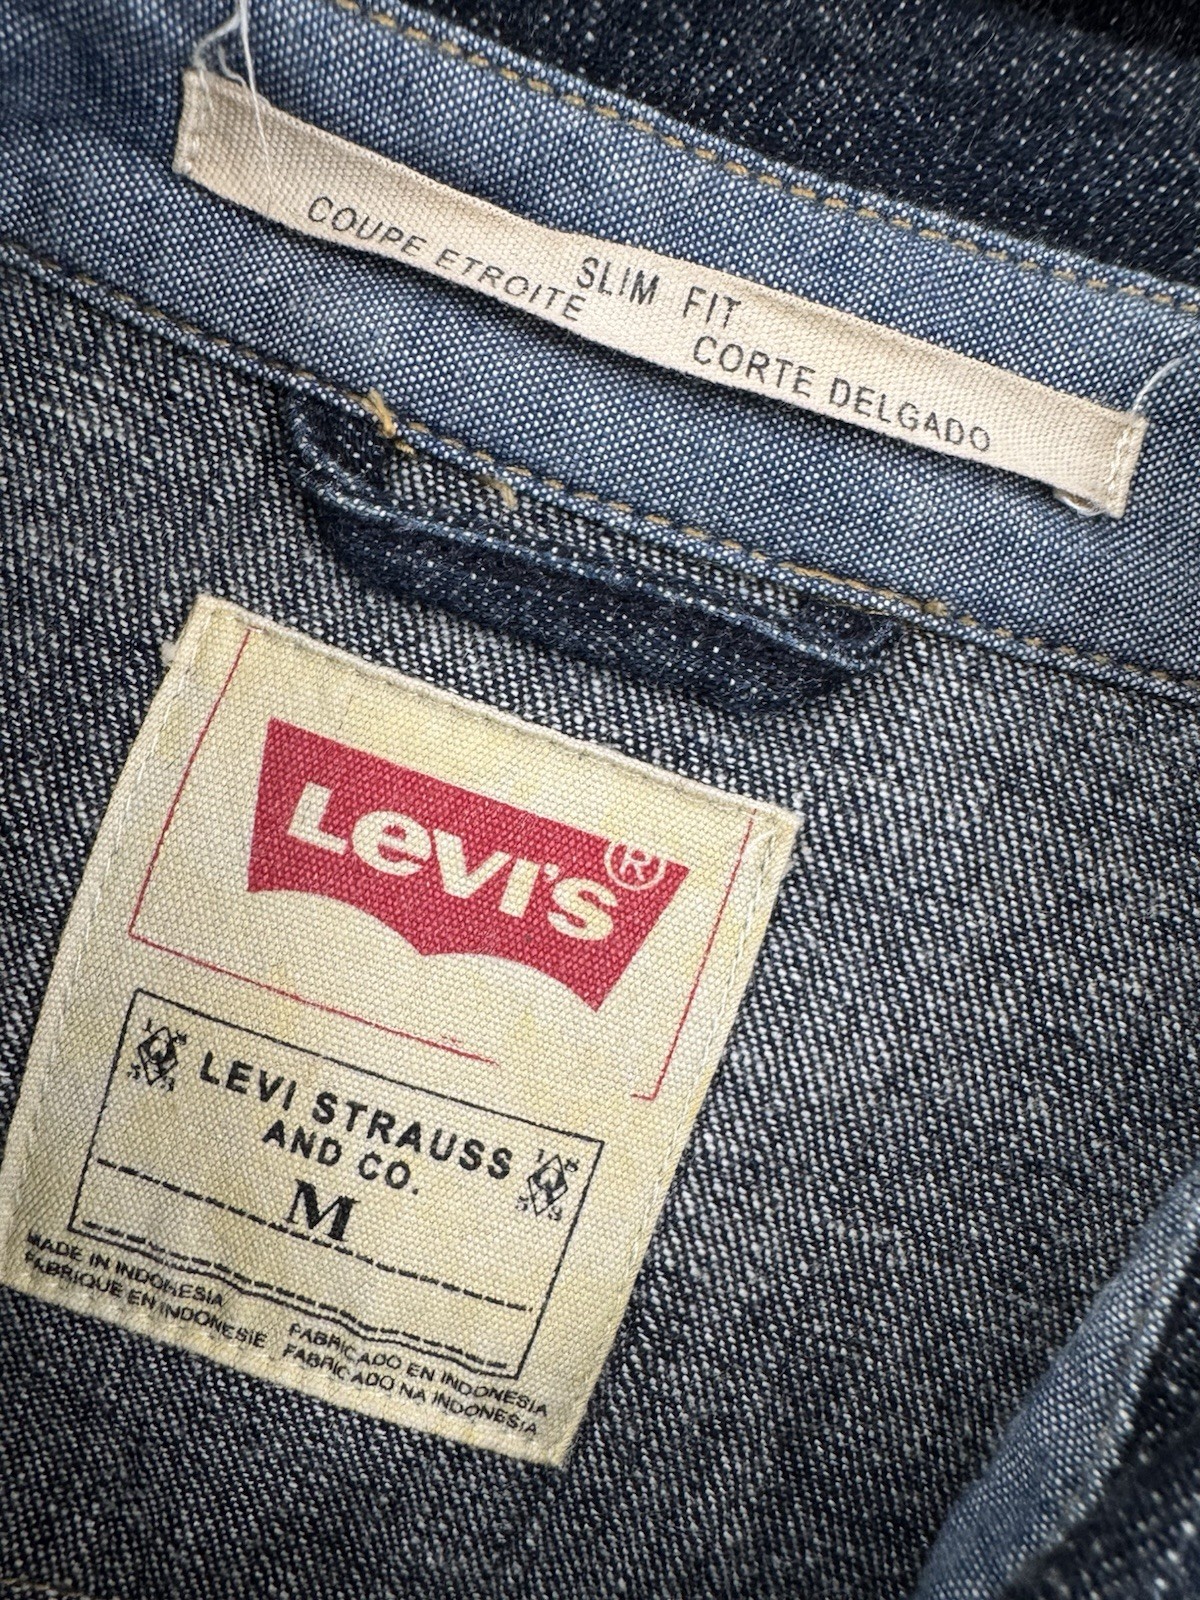 SLIM FIT
COUPE ETROITE
CORTE DELGADO
LEVI'S®
LEVI STRAUSS
AND CO.
M
MADE IN INDONESIA
FABRIQUE EN INDONESIE
FABRICADO EN INDONESIA
FABRICADO NA INDONESIA